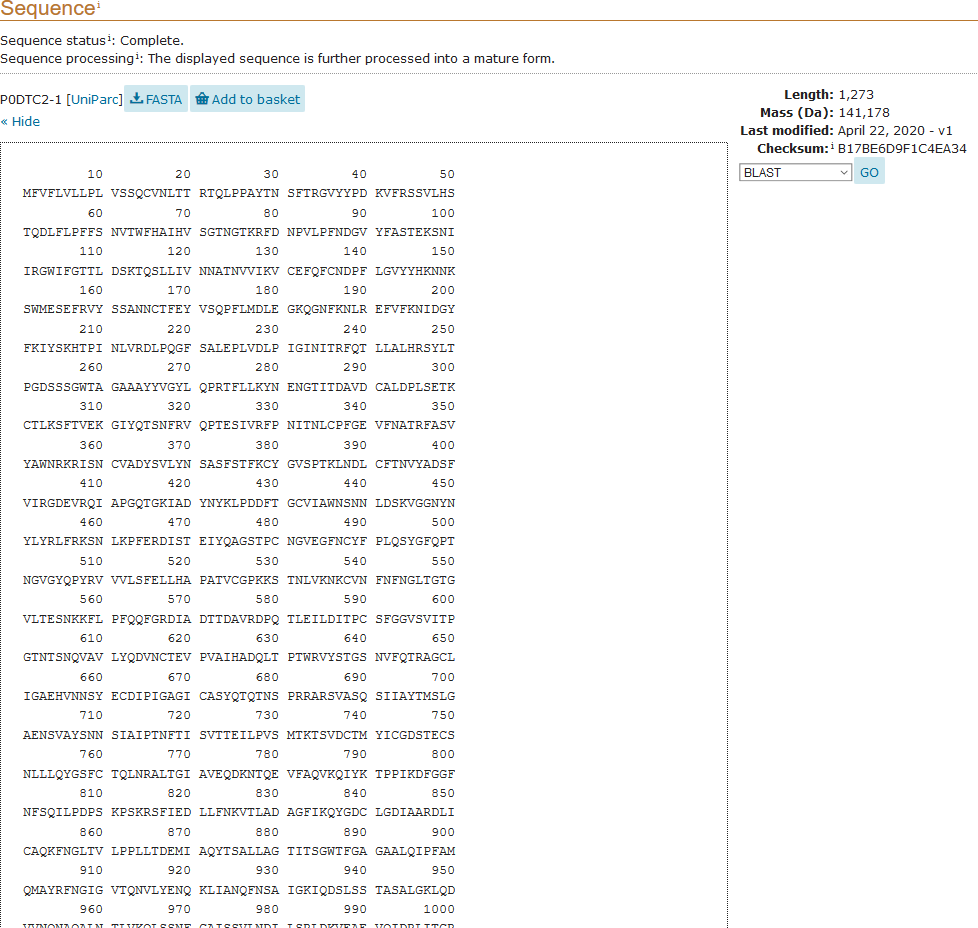 Sequenceⁱ
Sequence statusⁱ: Complete.
Sequence processingⁱ: The displayed sequence is further processed into a mature form.
P0DTC2-1 [UniParc] FASTA Add to basket
« Hide
Length: 1,273
Mass (Da): 141,178
Last modified: April 22, 2020 - v1
Checksum:ⁱ B17BE6D9F1C4EA34
BLAST GO
10 20 30 40 50
MFVFLVLLPL VSSQCVNLTT RTQLPPAYTN SFTRGVYYPD KVFRSSVLHS
60 70 80 90 100
TQDLFLPFFS NVTWFHAIHV SGTNGTKRFD NPVLPFNDGV YFASTEKSNI
110 120 130 140 150
IRGWIFGTTL DSKTQSLLIV NNATNVVIKV CEFQFCNDPF LGVYYHKNNK
160 170 180 190 200
SWMESEFRVY SSANNCTFEY VSQPFLMDLE GKQGNFKNLR EFVFKNIDGY
210 220 230 240 250
FKIYSKHTPI NLVRDLPQGF SALEPLVDLP IGINITRFQT LLALHRSYLT
260 270 280 290 300
PGDSSSGWTA GAAAYYVGYL QPRTFLLKYN ENGTITDAVD CALDPLSETK
310 320 330 340 350
CTLKSFTVEK GIYQTSNFRV QPTESIVRFP NITNLCPFGE VFNATRFASV
360 370 380 390 400
YAWNRKRISN CVADYSVLYN SASFSTFKCY GVSPTKLNDL CFTNVYADSF
410 420 430 440 450
VIRGDEVRQI APGQTGKIAD YNYKLPDDFT GCVIAWNSNN LDSKVGGNYN
460 470 480 490 500
YLYRLFRKSN LKPFERDIST EIYQAGSTPC NGVEGFNCYF PLQSYGFQPT
510 520 530 540 550
NGVGYQPYRV VVLSFELLHA PATVCGPKKS TNLVKNKCVN FNFNGLTGTG
560 570 580 590 600
VLTESNKKFL PFQQFGRDIA DTTDAVRDPQ TLEILDITPC SFGGVSVITP
610 620 630 640 650
GTNTSNQVAV LYQDVNCTEV PVAIHADQLT PTWRVYSTGS NVFQTRAGCL
660 670 680 690 700
IGAEHVNNSY ECDIPIGAGI CASYQTQTNS PRRARSVASQ SIIAYTMSLG
710 720 730 740 750
AENSVAYSNN SIAIPTNFTI SVTTEILPVS MTKTSVDCTM YICGDSTECS
760 770 780 790 800
NLLLQYGSFC TQLNRALTGI AVEQDKNTQE VFAQVKQIYK TPPIKDFGGF
810 820 830 840 850
NFSQILPDPS KPSKRSFIED LLFNKVTLAD AGFIKQYGDC LGDIAARDLI
860 870 880 890 900
CAQKFNGLTV LPPLLTDEMI AQYTSALLAG TITSGWTFGA GAALQIPFAM
910 920 930 940 950
QMAYRFNGIG VTQNVLYENQ KLIANQFNSA IGKIQDSLSS TASALGKLQD
960 970 980 990 1000